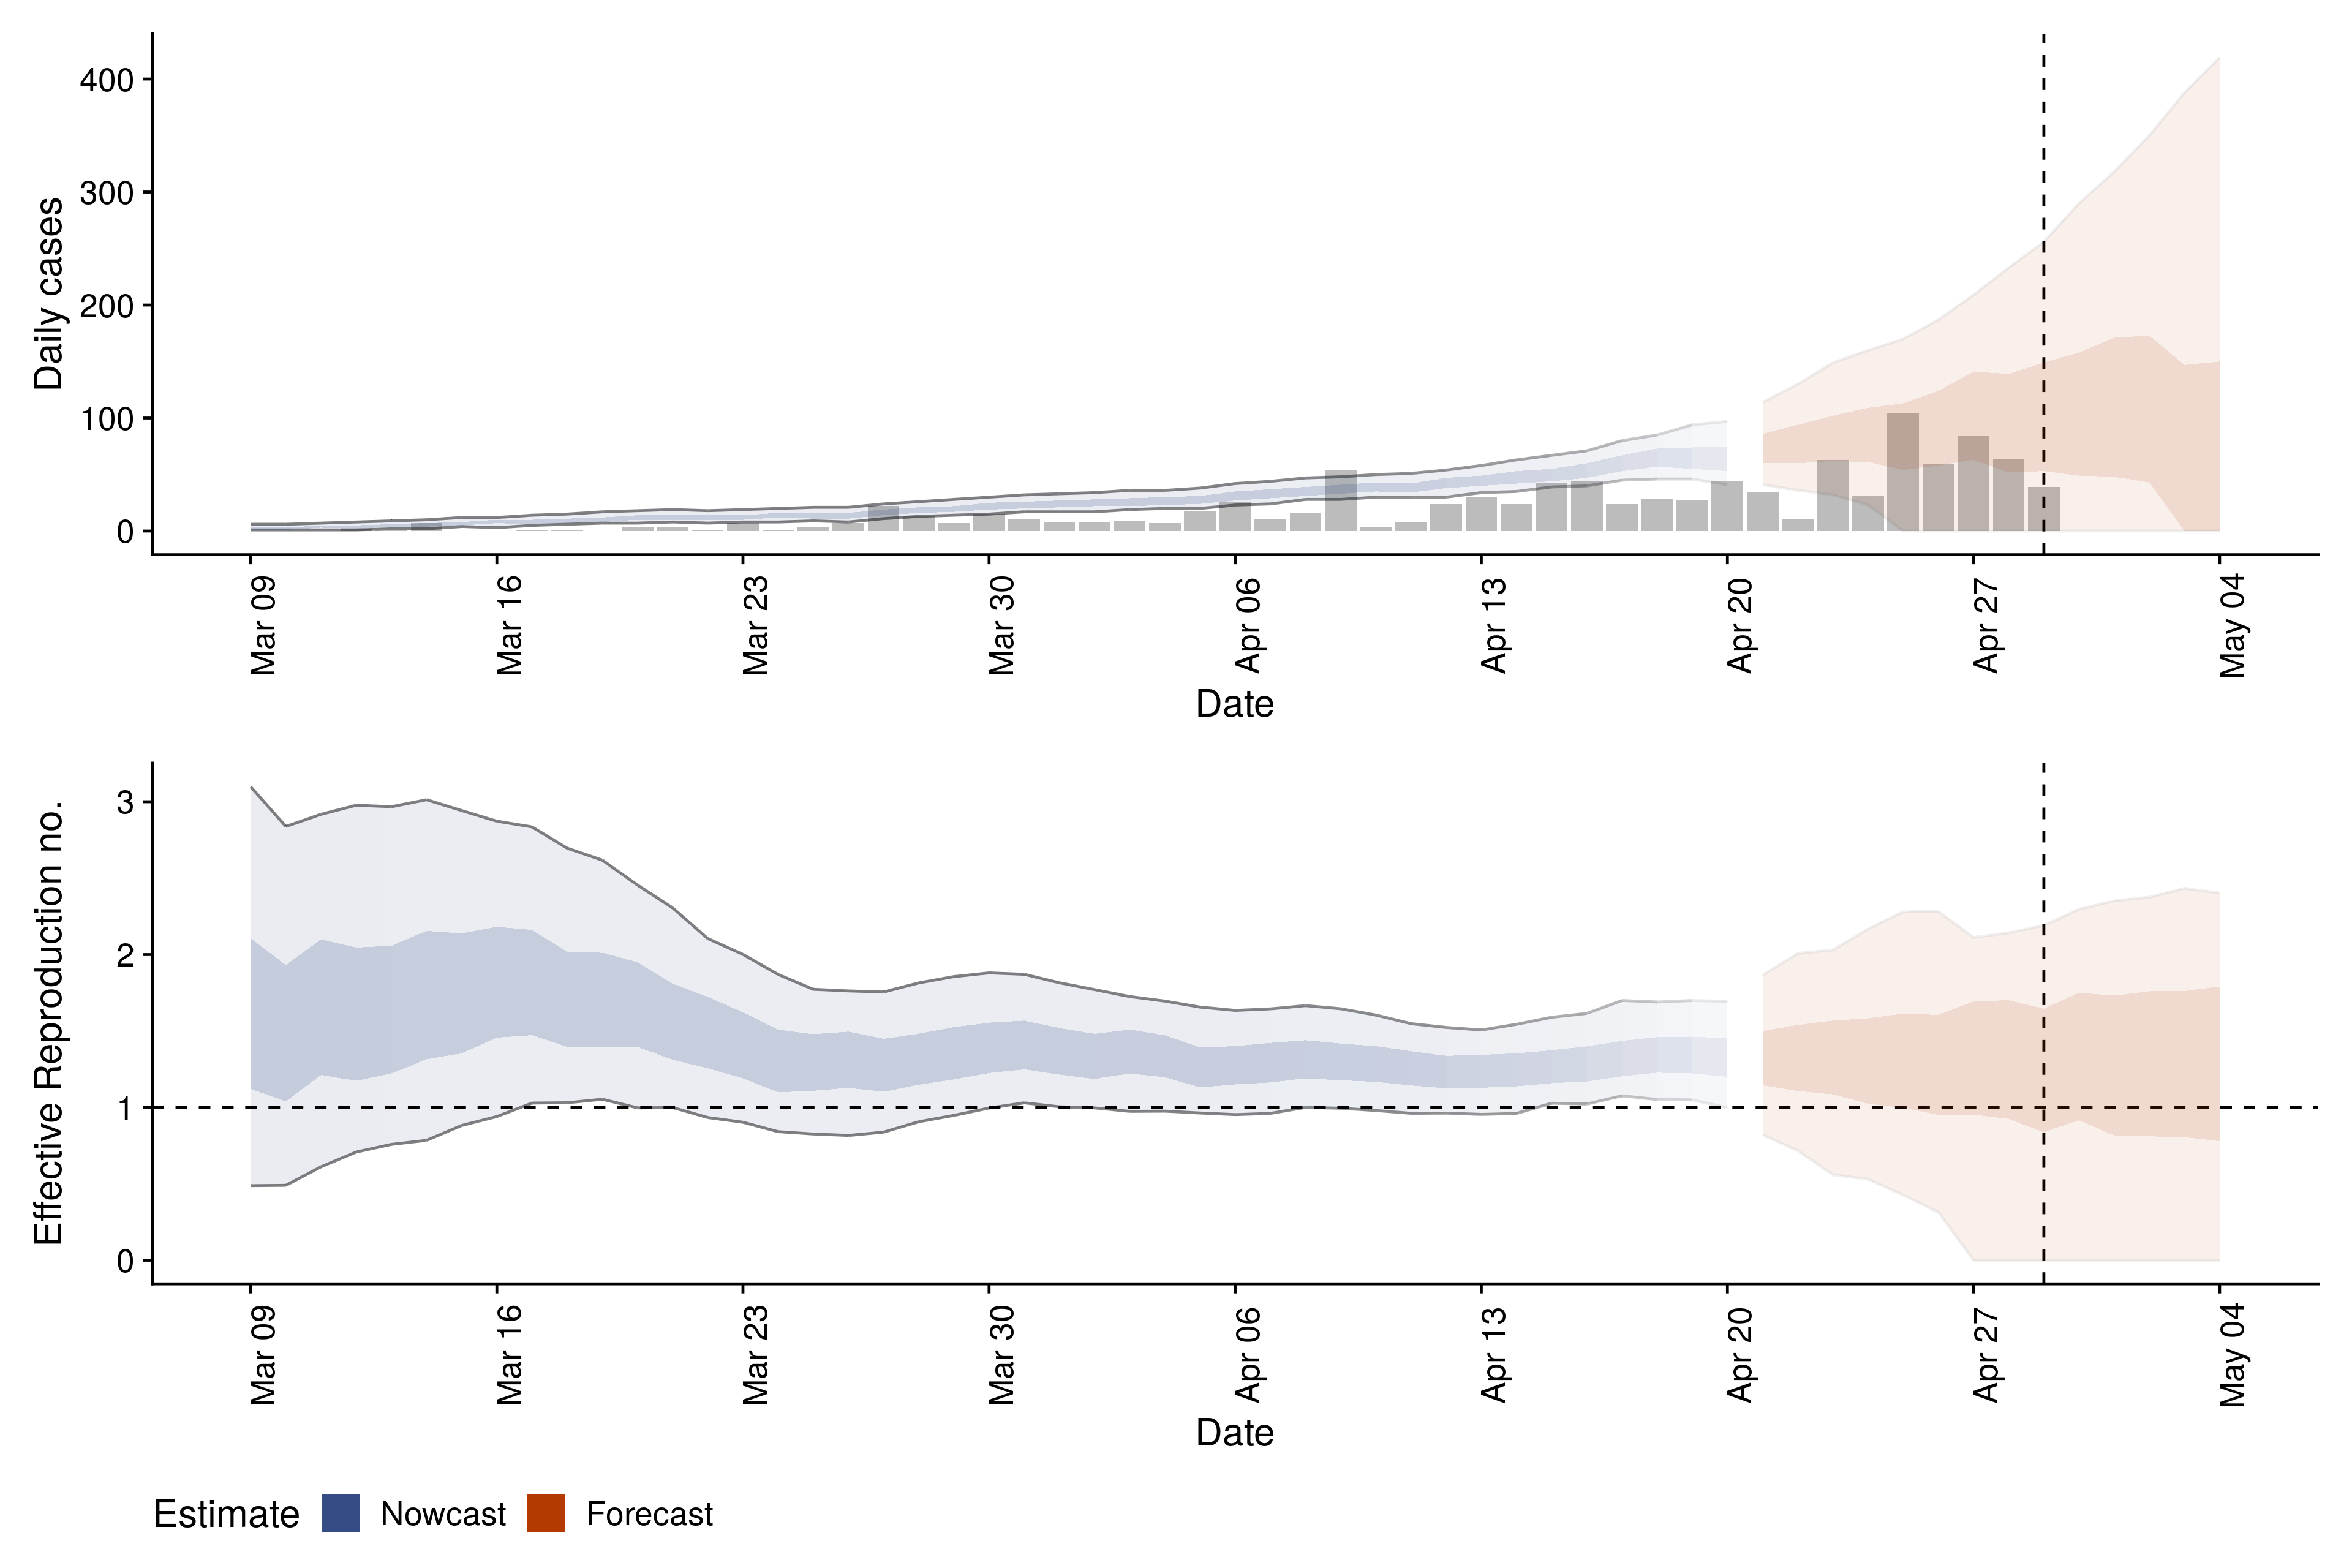 Daily cases
400
300
200
100
0
Mar 09
Mar 16
Mar 23
Mar 30
Apr 06
Apr 13
Apr 20
Apr 27
May 04
Date
Effective Reproduction no.
3
2
1
0
Mar 09
Mar 16
Mar 23
Mar 30
Apr 06
Apr 13
Apr 20
Apr 27
May 04
Date
Estimate Nowcast Forecast